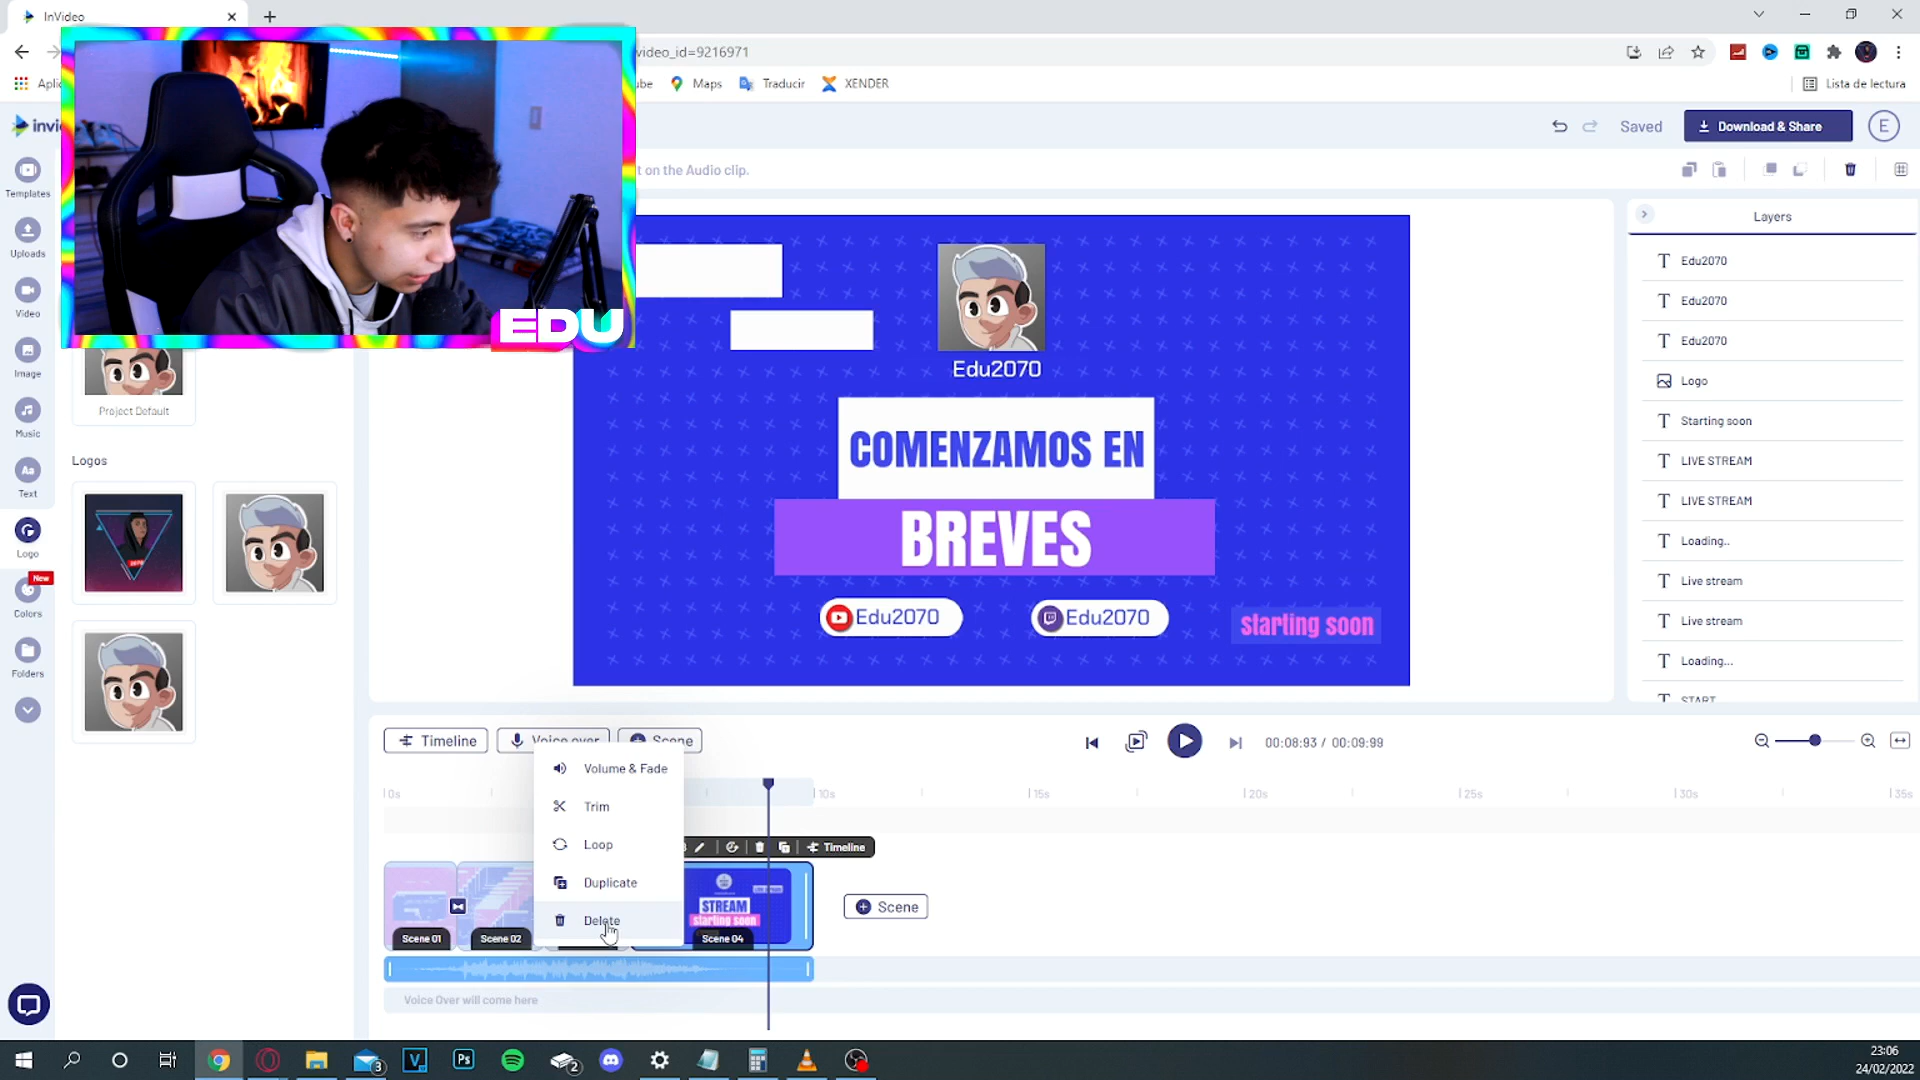 InVideo
video_id=9216971
Maps
Traducir
XENDER
Lista de lectura
Saved
Download & Share
E
t on the Audio clip.
Templates
Uploads
Video
Image
Music
Text
Logo
New
Colors
Folders
EDU
Project Default
Logos
Edu2070
COMENZAMOS EN
BREVES
Edu2070
Edu2070
starting soon
Layers
Edu2070
Edu2070
Edu2070
Logo
Starting soon
LIVE STREAM
LIVE STREAM
Loading..
Live stream
Live stream
Loading...
START
Timeline
Voice over
Scene
00:08:93 / 00:09:99
Volume & Fade
Trim
Loop
Duplicate
Delete
0s
10s
15s
20s
25s
30s
35s
Timeline
STREAM
starting soon
Scene 01
Scene 02
Scene 04
Scene
Voice Over will come here
23:06
24/02/2022